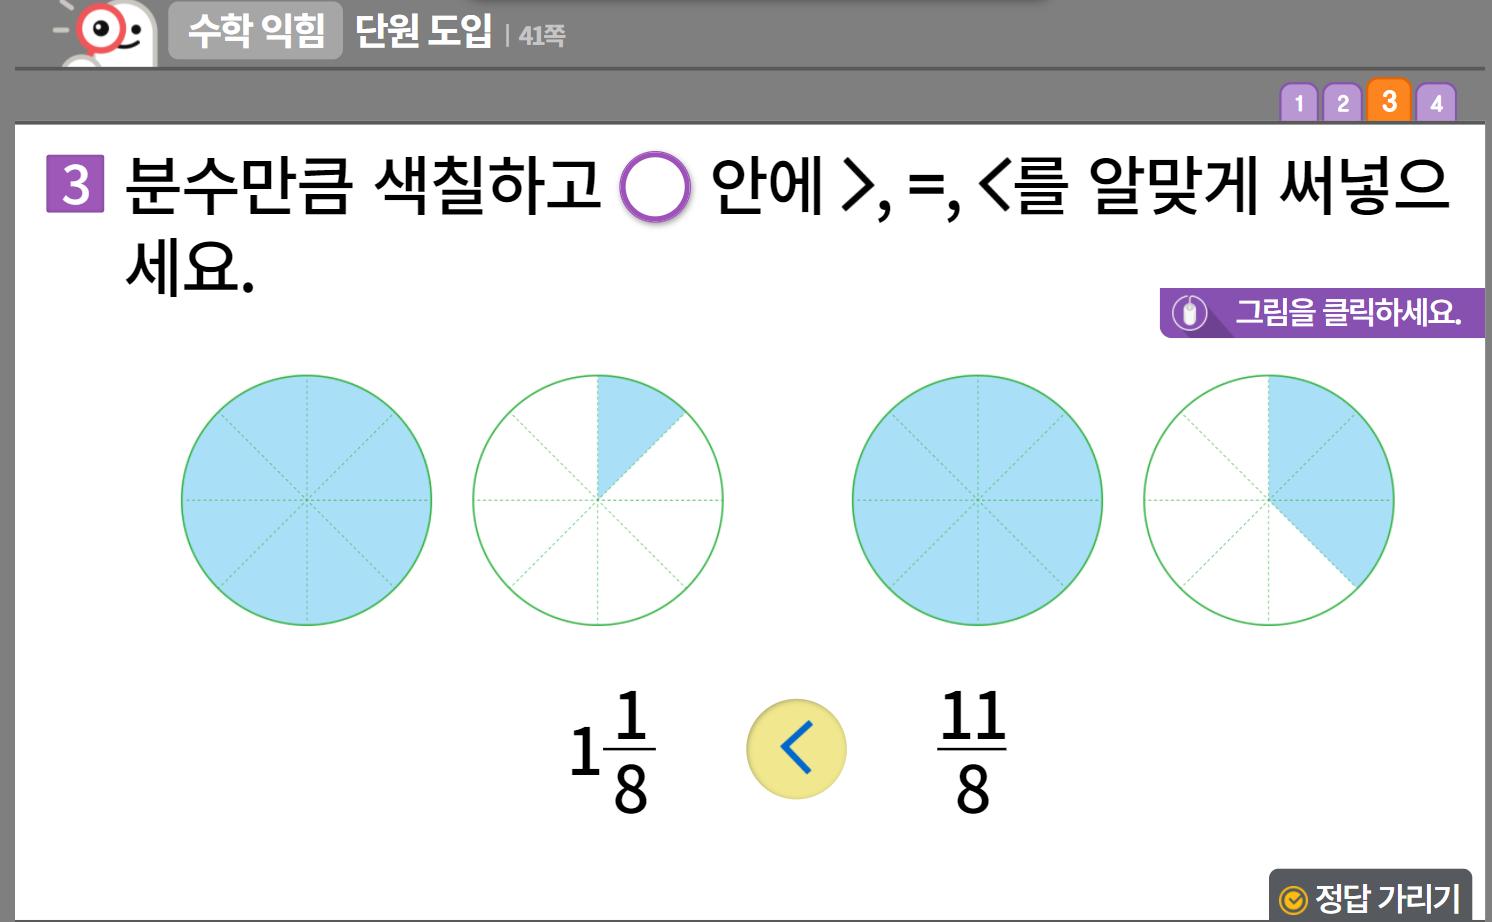 수학 익힘 단원 도입 | 41쪽
1 2 3 4
3 분수만큼 색칠하고 ◯ 안에 >, =, <를 알맞게 써넣으
세요.
그림을 클릭하세요.
1 1/8 < 11/8
정답 가리기